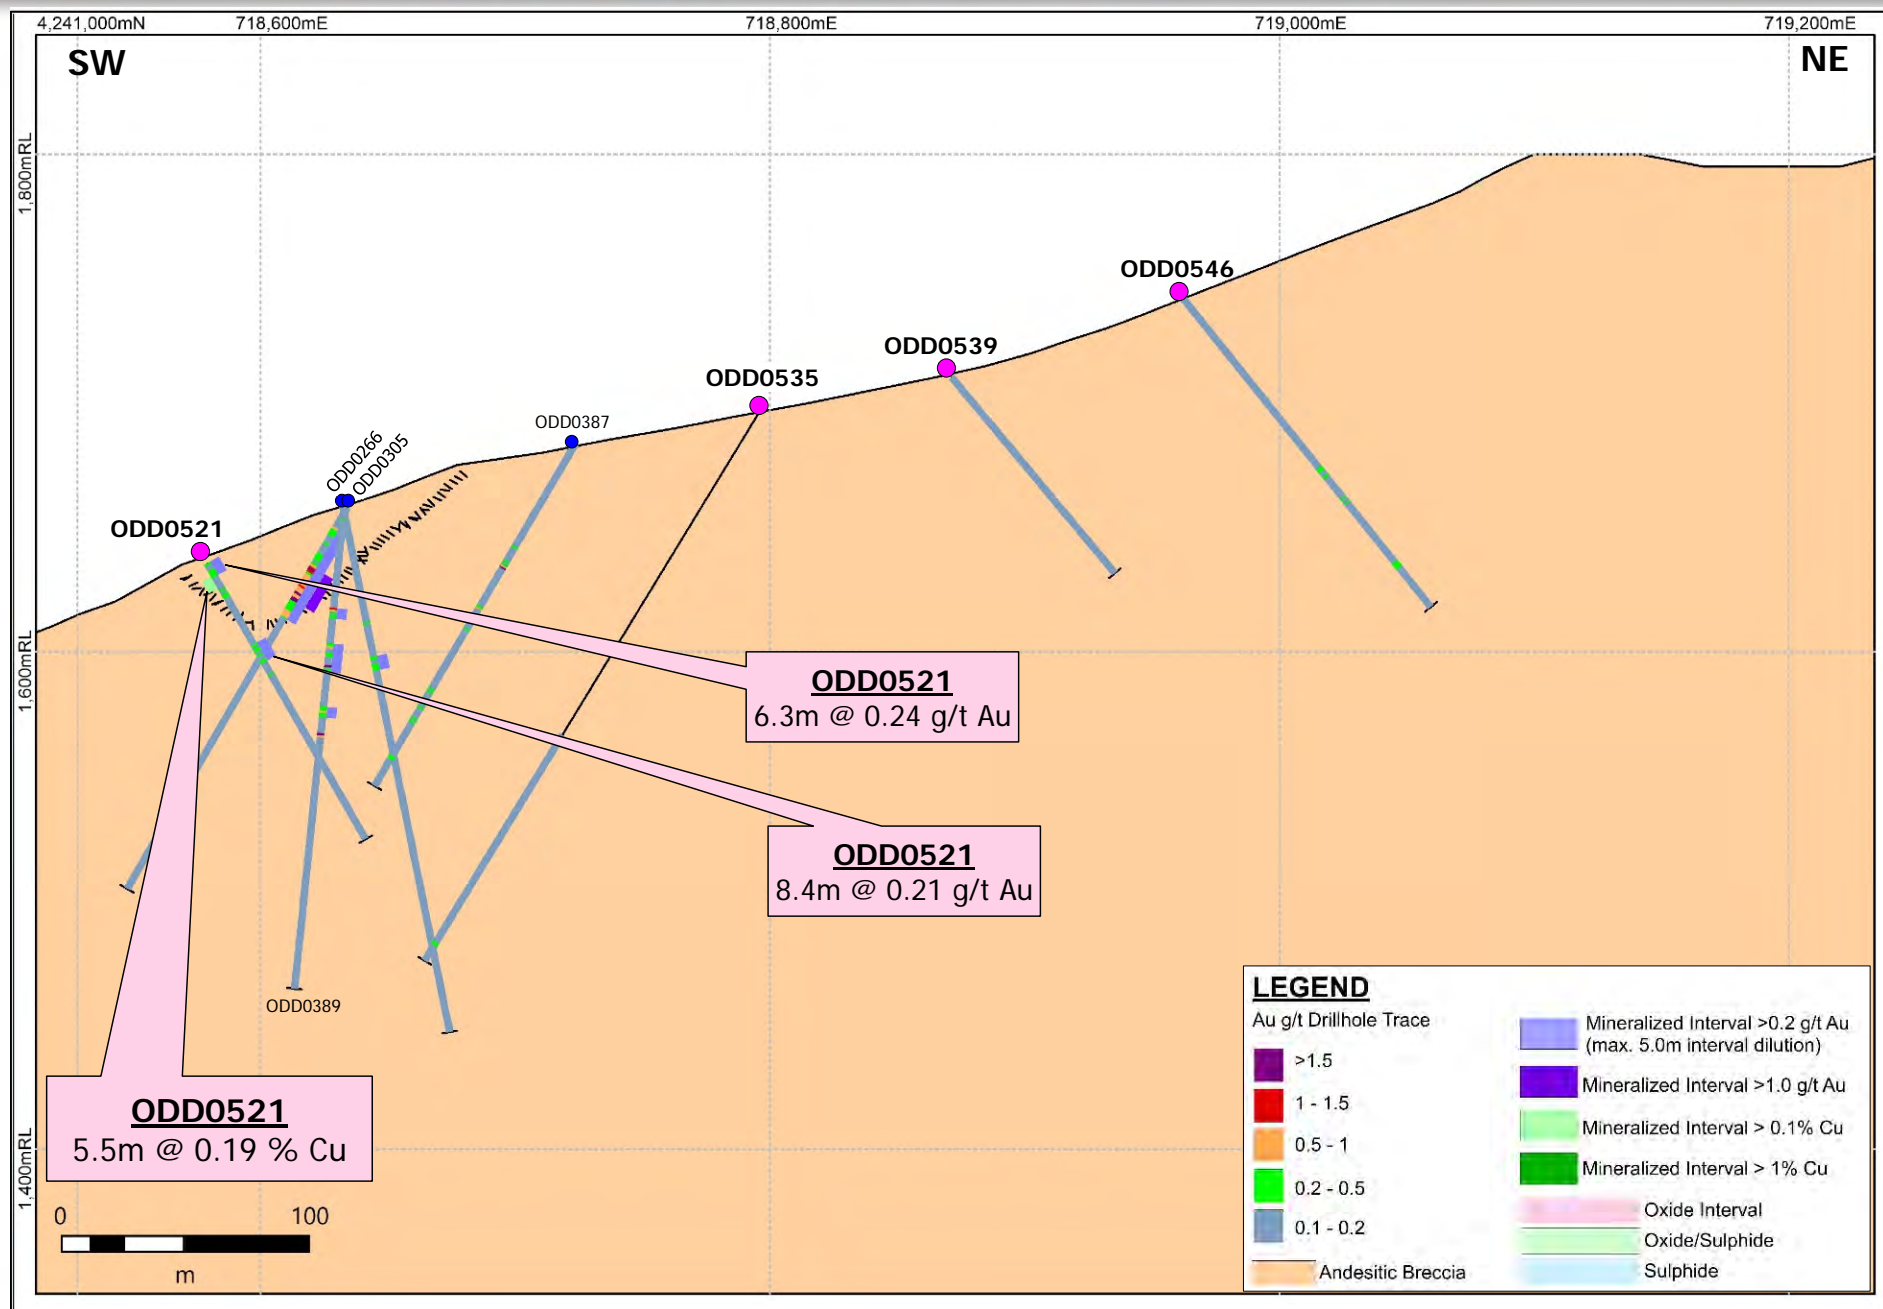 4,241,000mN
718,600mE
718,800mE
719,000mE
719,200mE
SW
NE
1,800mRL
ODD0546
ODD0539
ODD0535
ODD0387
ODD0266
ODD0305
ODD0521
1,600mRL
ODD0521
6.3m @ 0.24 g/t Au
ODD0521
8.4m @ 0.21 g/t Au
ODD0389
ODD0521
5.5m @ 0.19 % Cu
1,400mRL
0
100
m
LEGEND
Au g/t Drillhole Trace
>1.5
1 - 1.5
0.5 - 1
0.2 - 0.5
0.1 - 0.2
Andesitic Breccia
Mineralized Interval >0.2 g/t Au
(max. 5.0m interval dilution)
Mineralized Interval >1.0 g/t Au
Mineralized Interval > 0.1% Cu
Mineralized Interval > 1% Cu
Oxide Interval
Oxide/Sulphide
Sulphide